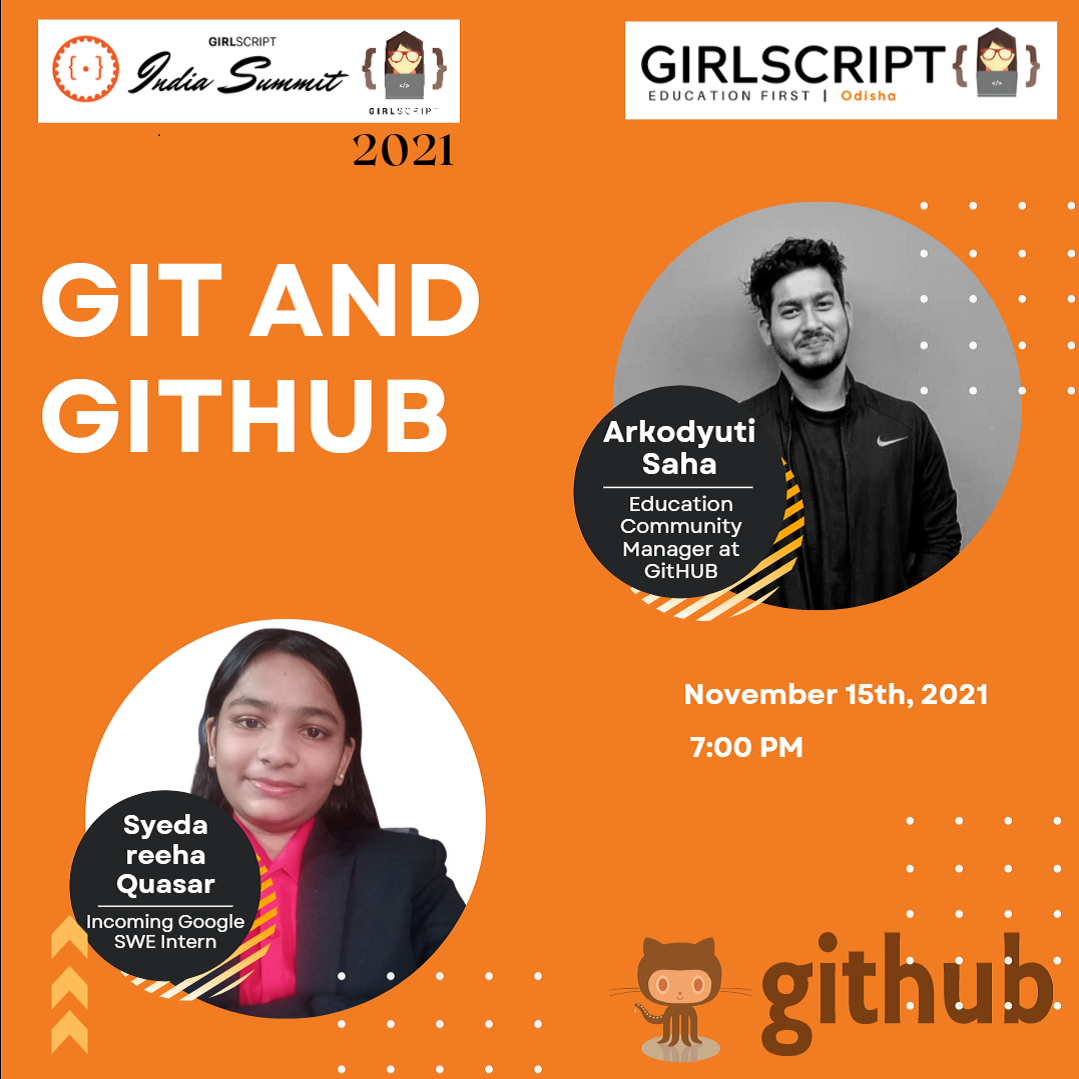 GIRLSCRIPT
India Summit
GIRLSCRIPT
2021
GIRLSCRIPT
EDUCATION FIRST | Odisha
GIT AND
GITHUB
Arkodyuti
Saha
Education
Community
Manager at
GitHUB
November 15th, 2021
7:00 PM
Syeda
reeha
Quasar
Incoming Google
SWE Intern
github